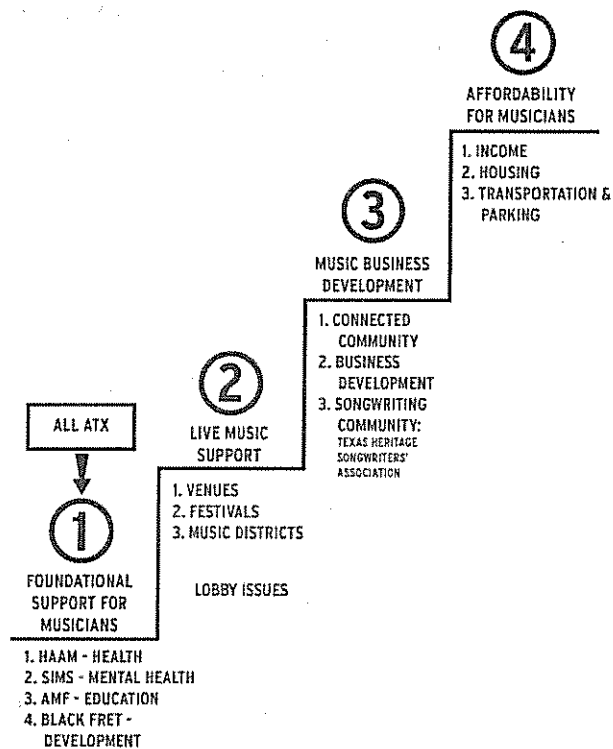 4
AFFORDABILITY
FOR MUSICIANS
1. INCOME
2. HOUSING
3. TRANSPORTATION &
PARKING
3
MUSIC BUSINESS
DEVELOPMENT
1. CONNECTED
COMMUNITY
2. BUSINESS
DEVELOPMENT
3. SONGWRITING
COMMUNITY:
TEXAS HERITAGE
SONGWRITERS'
ASSOCIATION
2
LIVE MUSIC
SUPPORT
1. VENUES
2. FESTIVALS
3. MUSIC DISTRICTS
LOBBY ISSUES
ALL ATX
1
FOUNDATIONAL
SUPPORT FOR
MUSICIANS
1. HAAM - HEALTH
2. SIMS - MENTAL HEALTH
3. AMF - EDUCATION
4. BLACK FRET -
DEVELOPMENT